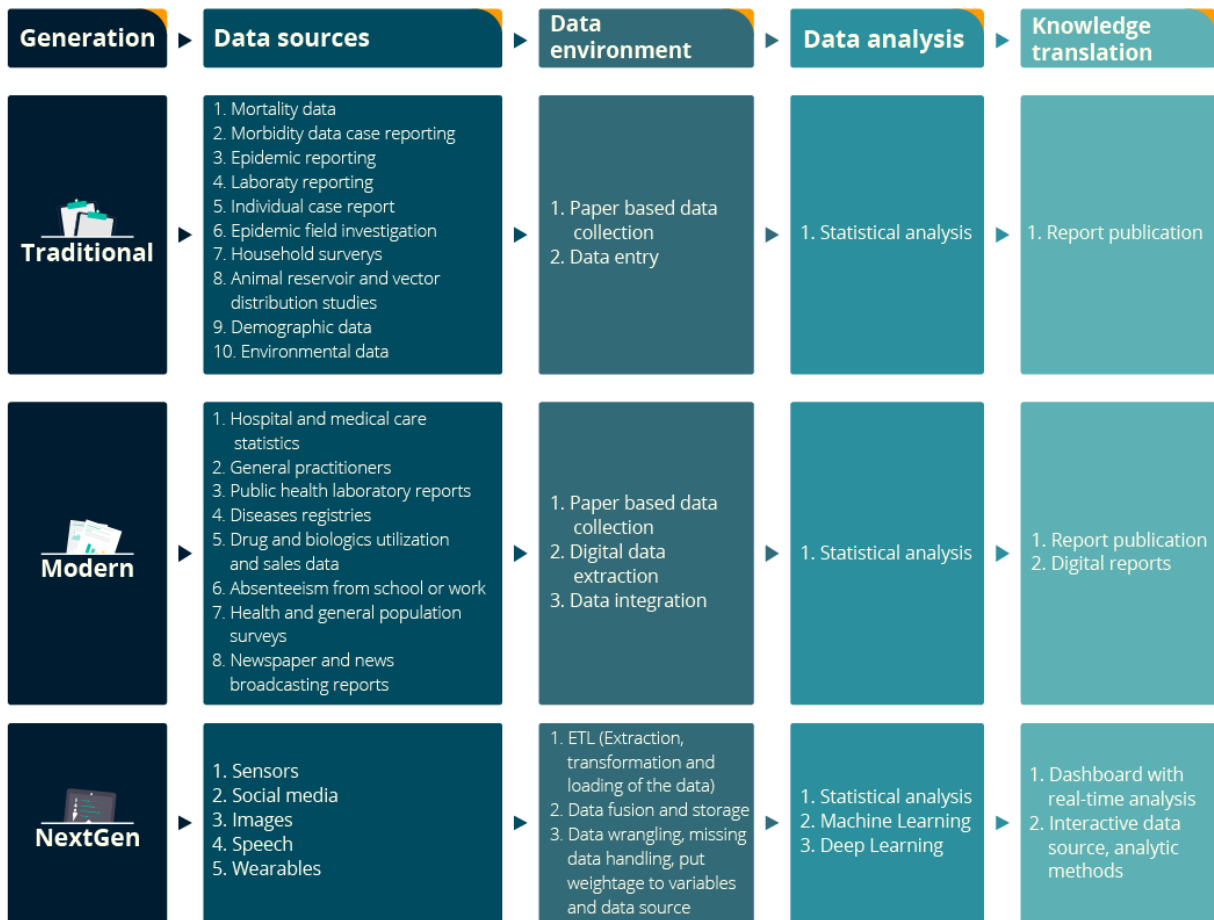 Generation
Data sources
Data
environment
Data analysis
Knowledge
translation
Traditional
1. Mortality data
2. Morbidity data case reporting
3. Epidemic reporting
4. Laboraty reporting
5. Individual case report
6. Epidemic field investigation
7. Household surverys
8. Animal reservoir and vector
distribution studies
9. Demographic data
10. Environmental data
1. Paper based data
collection
2. Data entry
1. Statistical analysis
1. Report publication
Modern
1. Hospital and medical care
statistics
2. General practitioners
3. Public health laboratory reports
4. Diseases registries
5. Drug and biologics utilization
and sales data
6. Absenteeism from school or work
7. Health and general population
surveys
8. Newspaper and news
broadcasting reports
1. Paper based data
collection
2. Digital data
extraction
3. Data integration
1. Statistical analysis
1. Report publication
2. Digital reports
NextGen
1. Sensors
2. Social media
3. Images
4. Speech
5. Wearables
1. ETL (Extraction,
transformation and
loading of the data)
2. Data fusion and storage
3. Data wrangling, missing
data handling, put
weightage to variables
and data source
1. Statistical analysis
2. Machine Learning
3. Deep Learning
1. Dashboard with
real-time analysis
2. Interactive data
source, analytic
methods